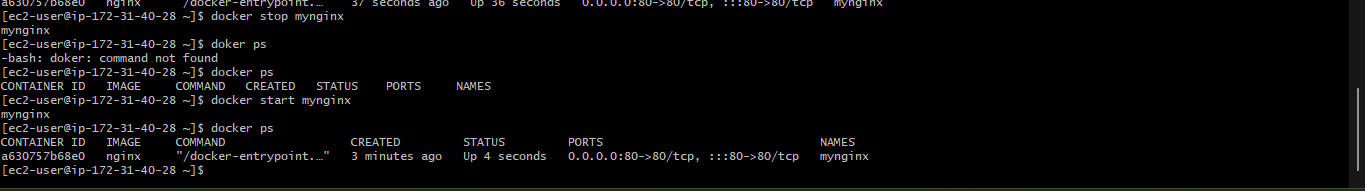 a630757b68e0   nginx     "/docker-entrypoint.…"   37 seconds ago   Up 36 seconds   0.0.0.0:80->80/tcp, :::80->80/tcp   mynginx
[ec2-user@ip-172-31-40-28 ~]$ docker stop mynginx
mynginx
[ec2-user@ip-172-31-40-28 ~]$ doker ps
-bash: doker: command not found
[ec2-user@ip-172-31-40-28 ~]$ docker ps
CONTAINER ID   IMAGE     COMMAND   CREATED   STATUS    PORTS     NAMES
[ec2-user@ip-172-31-40-28 ~]$ docker start mynginx
mynginx
[ec2-user@ip-172-31-40-28 ~]$ docker ps
CONTAINER ID   IMAGE     COMMAND                  CREATED         STATUS         PORTS                               NAMES
a630757b68e0   nginx     "/docker-entrypoint.…"   3 minutes ago   Up 4 seconds   0.0.0.0:80->80/tcp, :::80->80/tcp   mynginx
[ec2-user@ip-172-31-40-28 ~]$